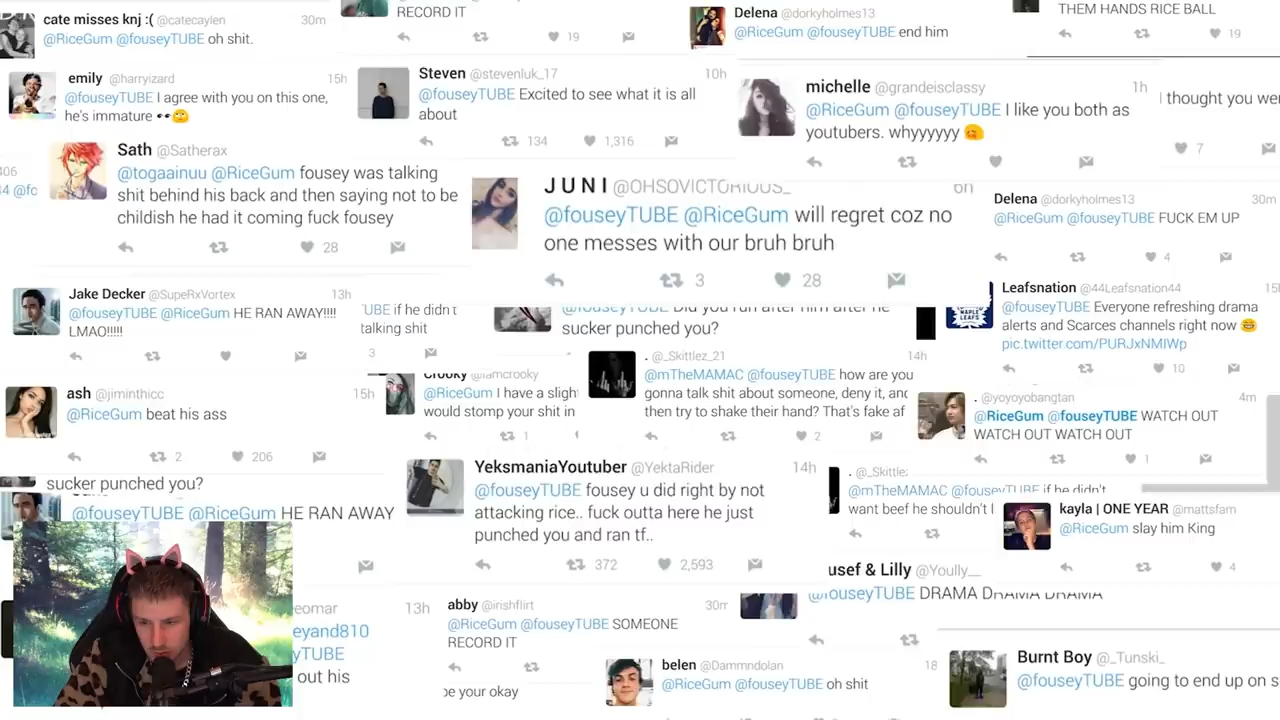 cate misses knj :( @catecaylen 30m
@RiceGum @fouseyTUBE oh shit.
RECORD IT
19
Delena @dorkyholmes13
@RiceGum @fouseyTUBE end him
THEM HANDS RICE BALL
19
emily @harryizard 15h
@fouseyTUBE I agree with you on this one,
he's immature
Steven @stevenluk_17 10h
@fouseyTUBE Excited to see what it is all
about
134 1,316
michelle @grandeisclassy 1h
@RiceGum @fouseyTUBE I like you both as
youtubers. whyyyyyy
I thought you
7
Sath @Satherax
@togaainuu @RiceGum fousey was talking
shit behind his back and then saying not to be
childish he had it coming fuck fousey
28
JUNI @OHSOVICTORIOUS_ 6h
@fouseyTUBE @RiceGum will regret coz no
one messes with our bruh bruh
3 28
Delena @dorkyholmes13 30m
@RiceGum @fouseyTUBE FUCK EM UP
4
Jake Decker @SupeRxVortex 13h
@fouseyTUBE @RiceGum HE RAN AWAY!!!!
LMAO!!!!!
if he didn't
talking shit
3
@fouseyTUBE Did you run after him after he
sucker punched you?
Leafsnation @44Leafsnation44
@fouseyTUBE Everyone refreshing drama
alerts and Scarces channels right now
pic.twitter.com/PURJxNMIWp
10
ash @jiminthicc 15h
@RiceGum beat his ass
2 206
crooky @iamcrooky
@RiceGum I have a
would stomp your shit in
1
. @_Skittlez_21 14h
@mTheMAMAC @fouseyTUBE how are you
gonna talk shit about someone, deny it, and
then try to shake their hand? That's fake af
2
. @yoyoyobangtan 4m
@RiceGum @fouseyTUBE WATCH OUT
WATCH OUT WATCH OUT
1
sucker punched you?
@fouseyTUBE @RiceGum HE RAN AWAY
YeksmaniaYoutuber @YektaRider 14h
@fouseyTUBE fousey u did right by not
attacking rice.. fuck outta here he just
punched you and ran tf..
372 2,593
@mTheMAMAC @fouseyTUBE if he didn't
want beef he shouldn't
kayla | ONE YEAR @mattsfam
@RiceGum slay him King
4
13h
out his
abby @irishflirt 30m
@RiceGum @fouseyTUBE SOMEONE
RECORD IT
& Lilly @Yoully__
@fouseyTUBE DRAMA DRAMA DRAMA
your okay
belen @Dammndolan 18
@RiceGum @fouseyTUBE oh shit
Burnt Boy @_Tunski_
@fouseyTUBE going to end up on